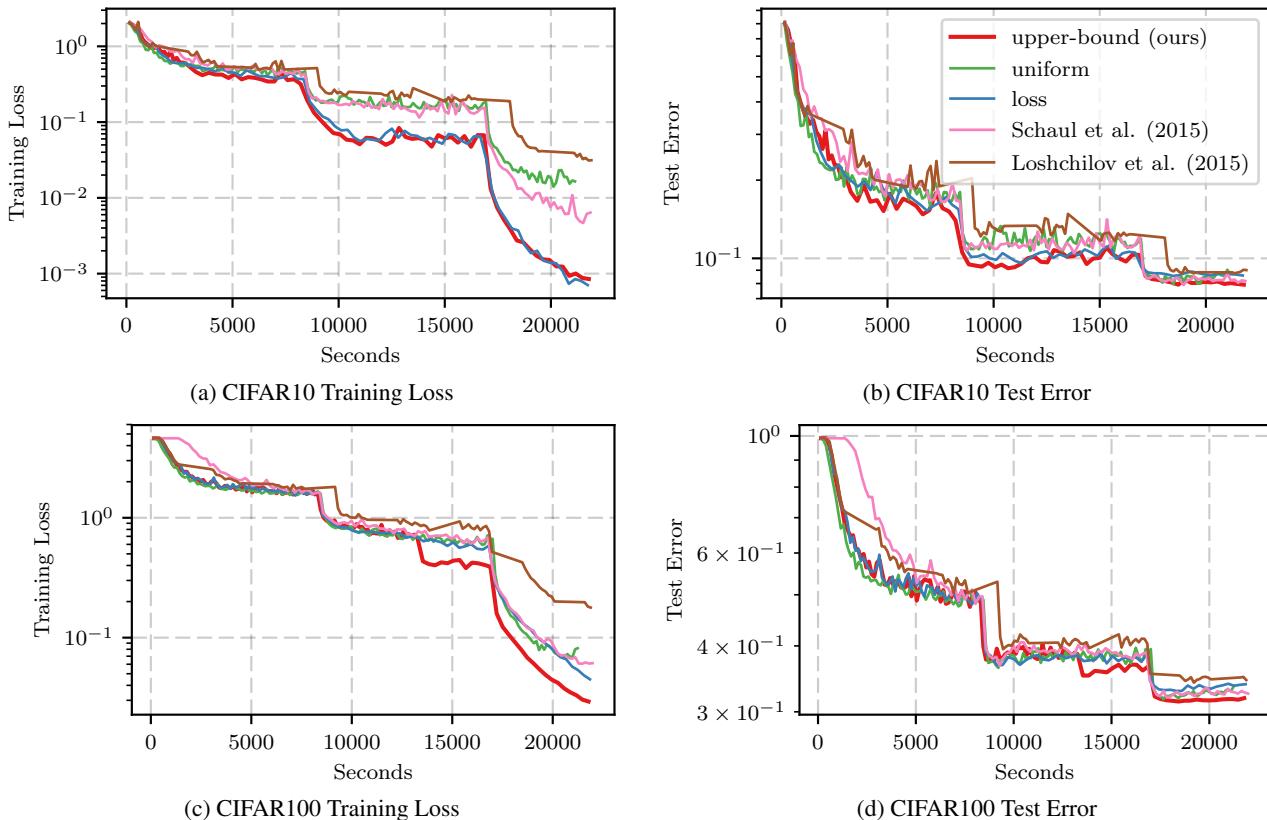 10^0
10^-1
10^-2
10^-3
Training Loss
0 5000 10000 15000 20000
Seconds
(a) CIFAR10 Training Loss
10^-1
Test Error
0 5000 10000 15000 20000
Seconds
upper-bound (ours)
uniform
loss
Schaul et al. (2015)
Loshchilov et al. (2015)
(b) CIFAR10 Test Error
10^0
10^-1
Training Loss
0 5000 10000 15000 20000
Seconds
(c) CIFAR100 Training Loss
10^0
6 × 10^-1
4 × 10^-1
3 × 10^-1
Test Error
0 5000 10000 15000 20000
Seconds
(d) CIFAR100 Test Error